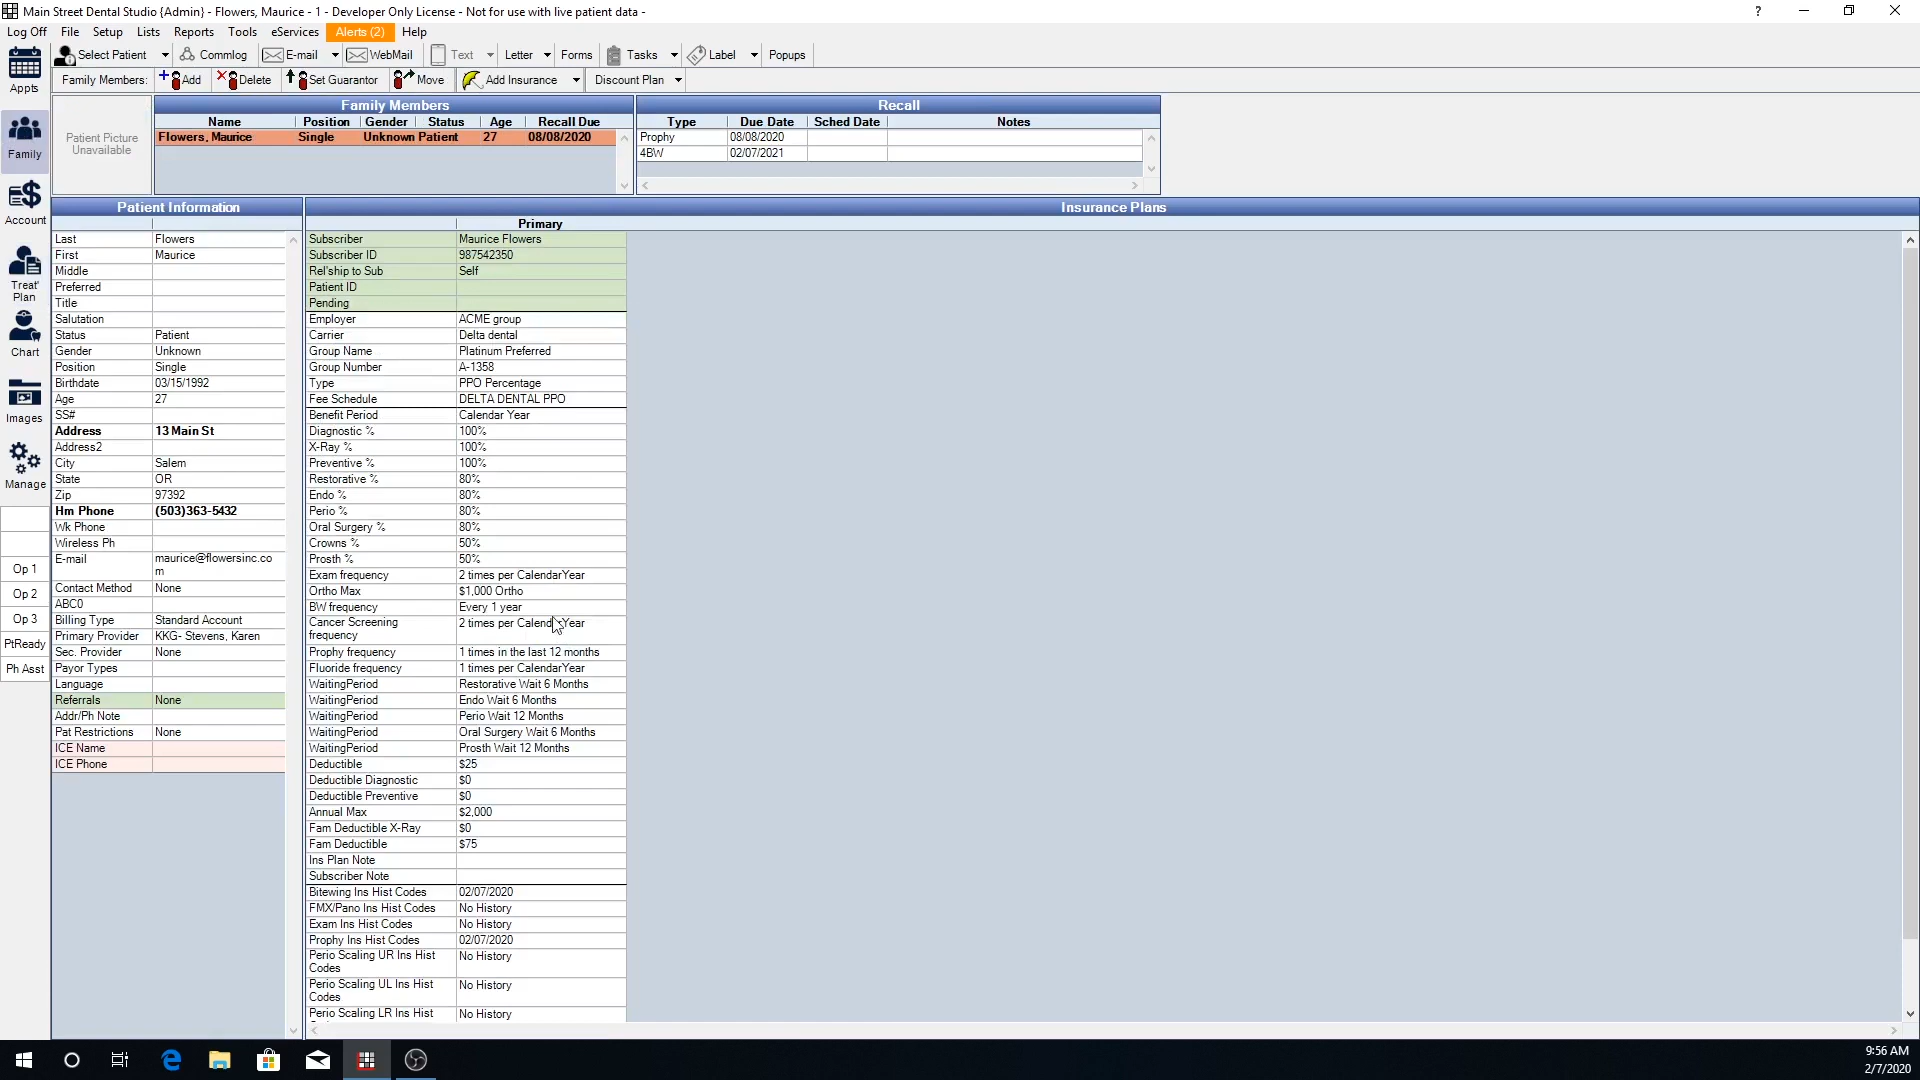 Main Street Dental Studio {Admin} - Flowers, Maurice - 1 - Developer Only License - Not for use with live patient data -
?
Log Off File Setup Lists Reports Tools eServices Alerts (2) Help
Select Patient Commlog E-mail WebMail Text Letter Forms Tasks Label Popups
Family Members: Add Delete Set Guarantor Move Add Insurance Discount Plan
Appts
Family
Account
Treat'
Plan
Chart
Images
Manage
Op 1
Op 2
Op 3
PtReady
Ph Asst
Patient Picture
Unavailable
Family Members
Name Position Gender Status Age Recall Due
Flowers, Maurice Single Unknown Patient 27 08/08/2020
Recall
Type Due Date Sched Date Notes
Prophy 08/08/2020
4BW 02/07/2021
Patient Information
Last Flowers
First Maurice
Middle
Preferred
Title
Salutation
Status Patient
Gender Unknown
Position Single
Birthdate 03/15/1992
Age 27
SS#
Address 13 Main St
Address2
City Salem
State OR
Zip 97392
Hm Phone (503)363-5432
Wk Phone
Wireless Ph
E-mail maurice@flowersinc.co
m
Contact Method None
ABC0
Billing Type Standard Account
Primary Provider KKG- Stevens, Karen
Sec. Provider None
Payor Types
Language
Referrals None
Addr/Ph Note
Pat Restrictions None
ICE Name
ICE Phone
Insurance Plans
Primary
Subscriber Maurice Flowers
Subscriber ID 987542350
Rel'ship to Sub Self
Patient ID
Pending
Employer ACME group
Carrier Delta dental
Group Name Platinum Preferred
Group Number A-1358
Type PPO Percentage
Fee Schedule DELTA DENTAL PPO
Benefit Period Calendar Year
Diagnostic % 100%
X-Ray % 100%
Preventive % 100%
Restorative % 80%
Endo % 80%
Perio % 80%
Oral Surgery % 80%
Crowns % 50%
Prosth % 50%
Exam frequency 2 times per CalendarYear
Ortho Max $1,000 Ortho
BW frequency Every 1 year
Cancer Screening 2 times per CalendarYear
frequency
Prophy frequency 1 times in the last 12 months
Fluoride frequency 1 times per CalendarYear
WaitingPeriod Restorative Wait 6 Months
WaitingPeriod Endo Wait 6 Months
WaitingPeriod Perio Wait 12 Months
WaitingPeriod Oral Surgery Wait 6 Months
WaitingPeriod Prosth Wait 12 Months
Deductible $25
Deductible Diagnostic $0
Deductible Preventive $0
Annual Max $2,000
Fam Deductible X-Ray $0
Fam Deductible $75
Ins Plan Note
Subscriber Note
Bitewing Ins Hist Codes 02/07/2020
FMX/Pano Ins Hist Codes No History
Exam Ins Hist Codes No History
Prophy Ins Hist Codes 02/07/2020
Perio Scaling UR Ins Hist No History
Codes
Perio Scaling UL Ins Hist No History
Codes
Perio Scaling LR Ins Hist No History
9:56 AM
2/7/2020